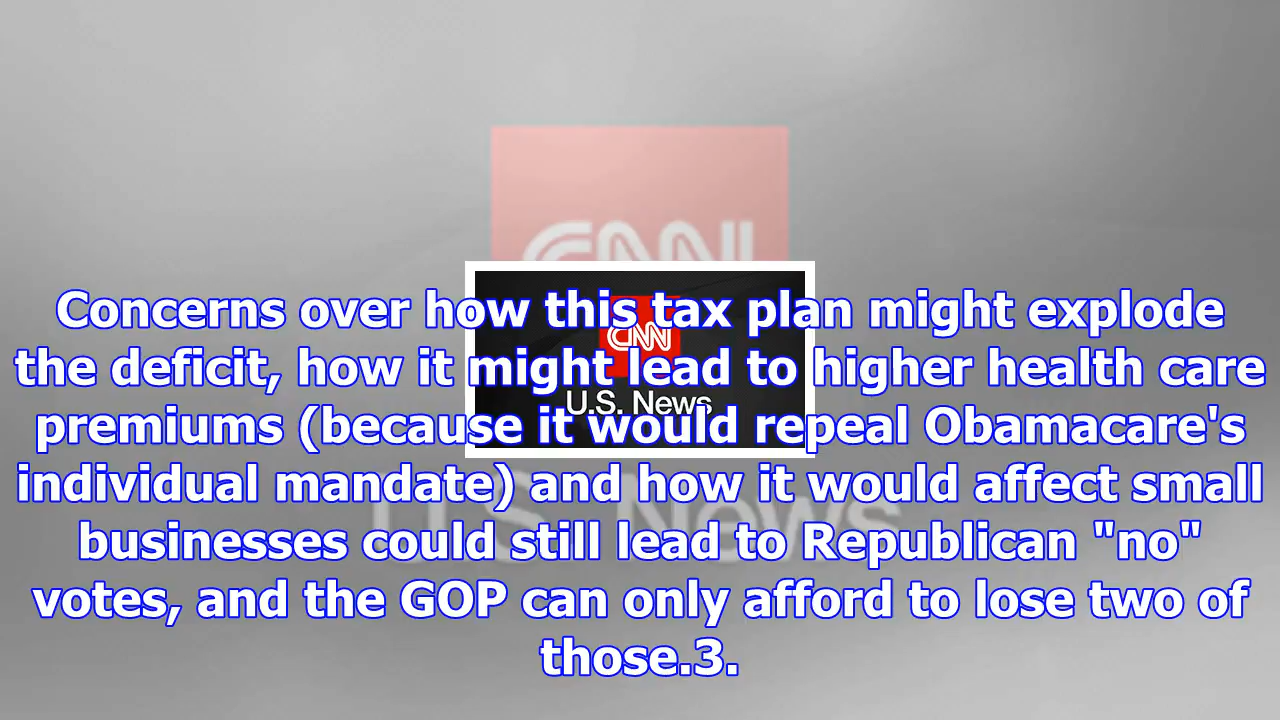 CNN
Concerns over how this tax plan might explode
the deficit, how it might lead to higher health care
premiums (because it would repeal Obamacare's
individual mandate) and how it would affect small
businesses could still lead to Republican "no"
votes, and the GOP can only afford to lose two of
those.3.
CNN
U.S. News
U.S. News